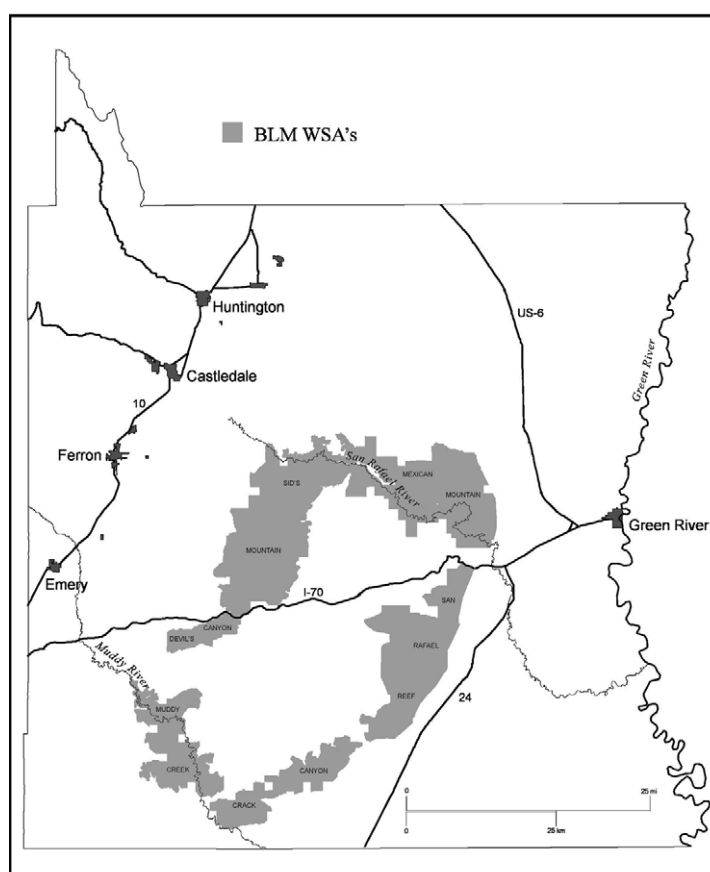 BLM WSA's
Huntington
US-6
Green River
Castledale
10
San Rafael River
Ferron
SID'S
MEXICAN
MOUNTAIN
Green River
MOUNTAIN
Emery
I-70
SAN
CANYON
DEVIL'S
RAFAEL
Muddy River
REEF
24
MUDDY
CREEK
CANYON
CRACK
0
25 mi
0
25 km